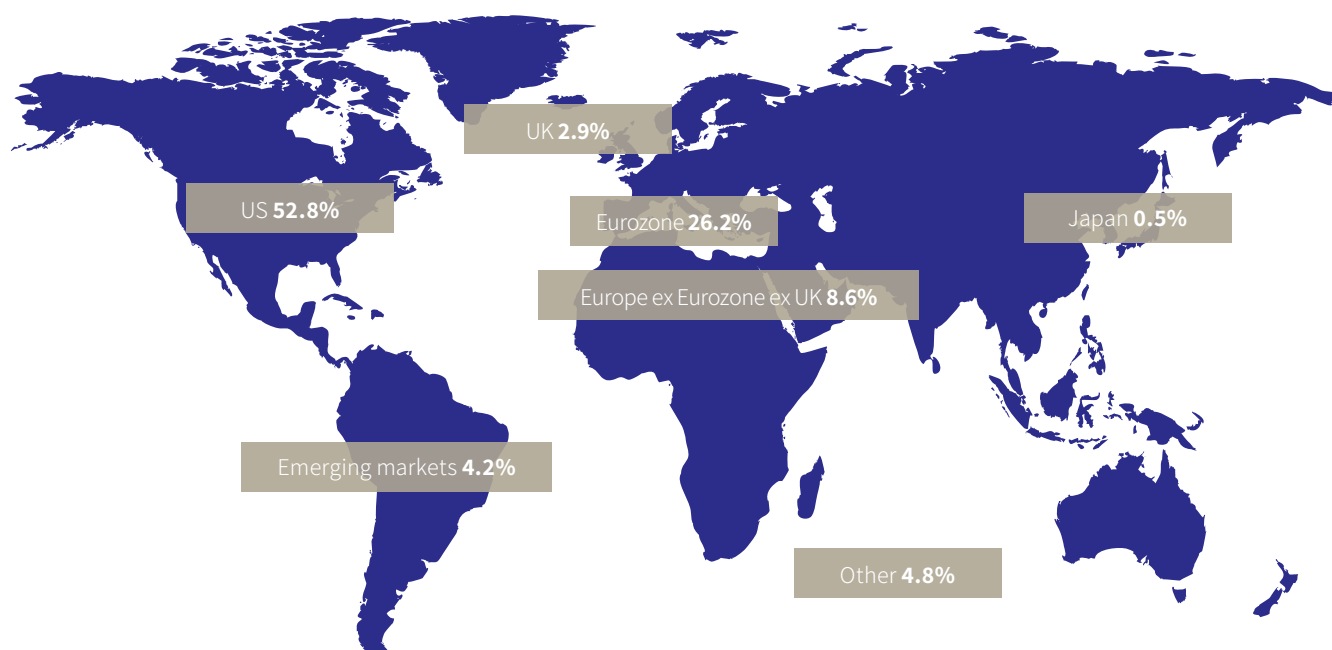 UK 2.9%
US 52.8%
Eurozone 26.2%
Japan 0.5%
Europe ex Eurozone ex UK 8.6%
Emerging markets 4.2%
Other 4.8%